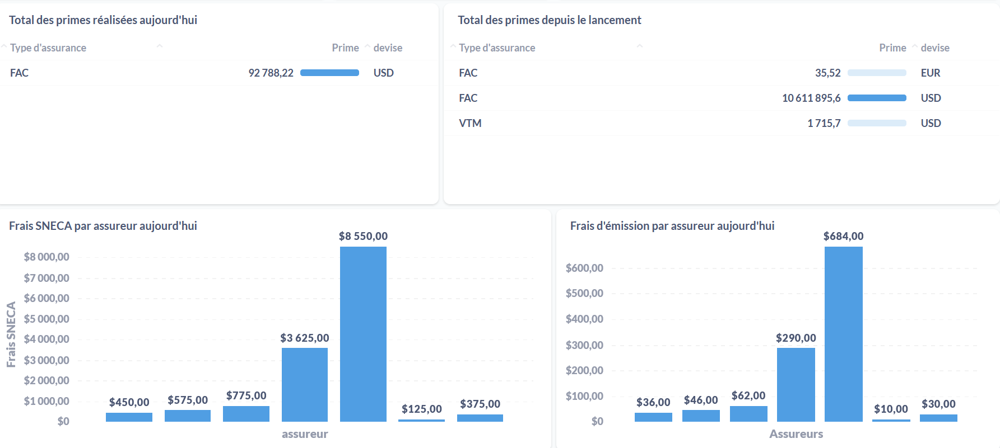 Total des primes réalisées aujourd'hui
Type d'assurance Prime devise
FAC 92 788,22 USD
Total des primes depuis le lancement
Type d'assurance Prime devise
FAC 35,52 EUR
FAC 10 611 895,6 USD
VTM 1 715,7 USD
Frais SNECA par assureur aujourd'hui
Frais SNECA
$8 000,00
$7 000,00
$6 000,00
$5 000,00
$4 000,00
$3 000,00
$2 000,00
$1 000,00
$0
$450,00
$575,00
$775,00
$3 625,00
$8 550,00
$125,00
$375,00
assureur
Frais d'émission par assureur aujourd'hui
$600,00
$500,00
$400,00
$300,00
$200,00
$100,00
$0
$36,00
$46,00
$62,00
$290,00
$684,00
$10,00
$30,00
Assureurs